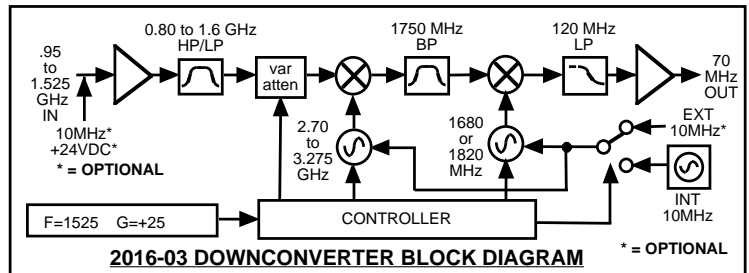 .95
to
1.525
GHz
IN
10MHz*
+24VDC*
* = OPTIONAL
0.80 to 1.6 GHz
HP/LP
var
atten
1750 MHz
BP
120 MHz
LP
70
MHz
OUT
2.70
to
3.275
GHz
1680
or
1820
MHz
EXT
10MHz*
INT
10MHz
F=1525 G=+25
CONTROLLER
2016-03 DOWNCONVERTER BLOCK DIAGRAM
* = OPTIONAL